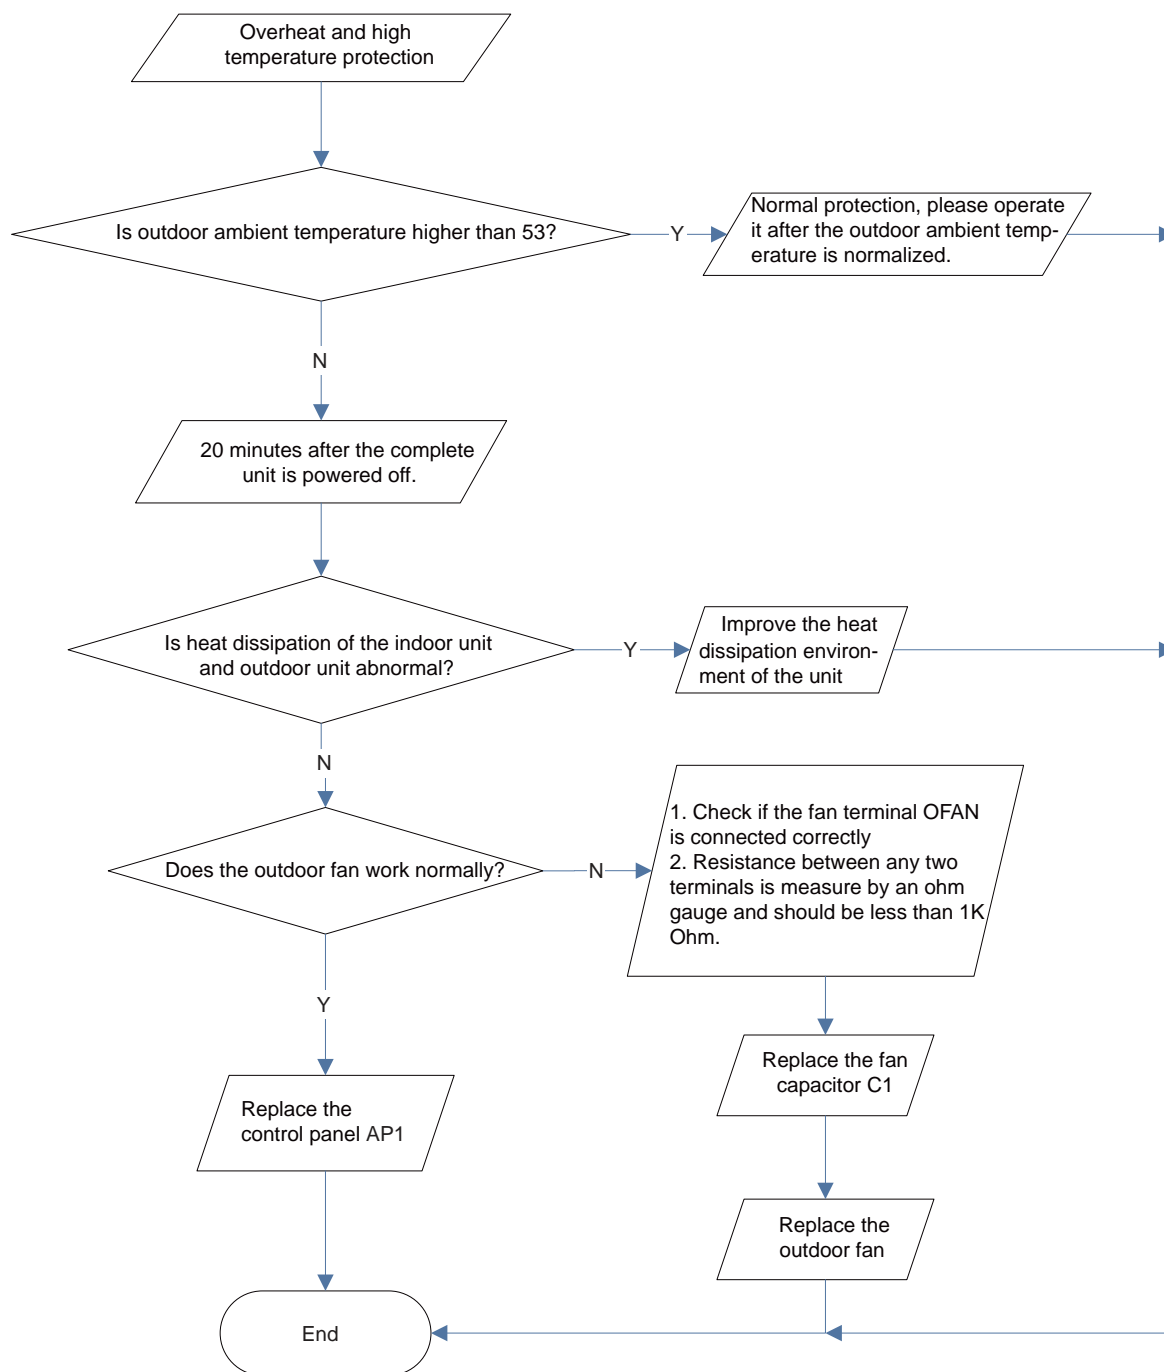 Overheat and high
temperature protection
Is outdoor ambient temperature higher than 53?
Y
Normal protection, please operate
it after the outdoor ambient temp-
erature is normalized.
N
20 minutes after the complete
unit is powered off.
Is heat dissipation of the indoor unit
and outdoor unit abnormal?
Y
Improve the heat
dissipation environ-
ment of the unit
N
Does the outdoor fan work normally?
N
1. Check if the fan terminal OFAN
is connected correctly
2. Resistance between any two
terminals is measure by an ohm
gauge and should be less than 1K
Ohm.
Y
Replace the fan
capacitor C1
Replace the
control panel AP1
Replace the
outdoor fan
End